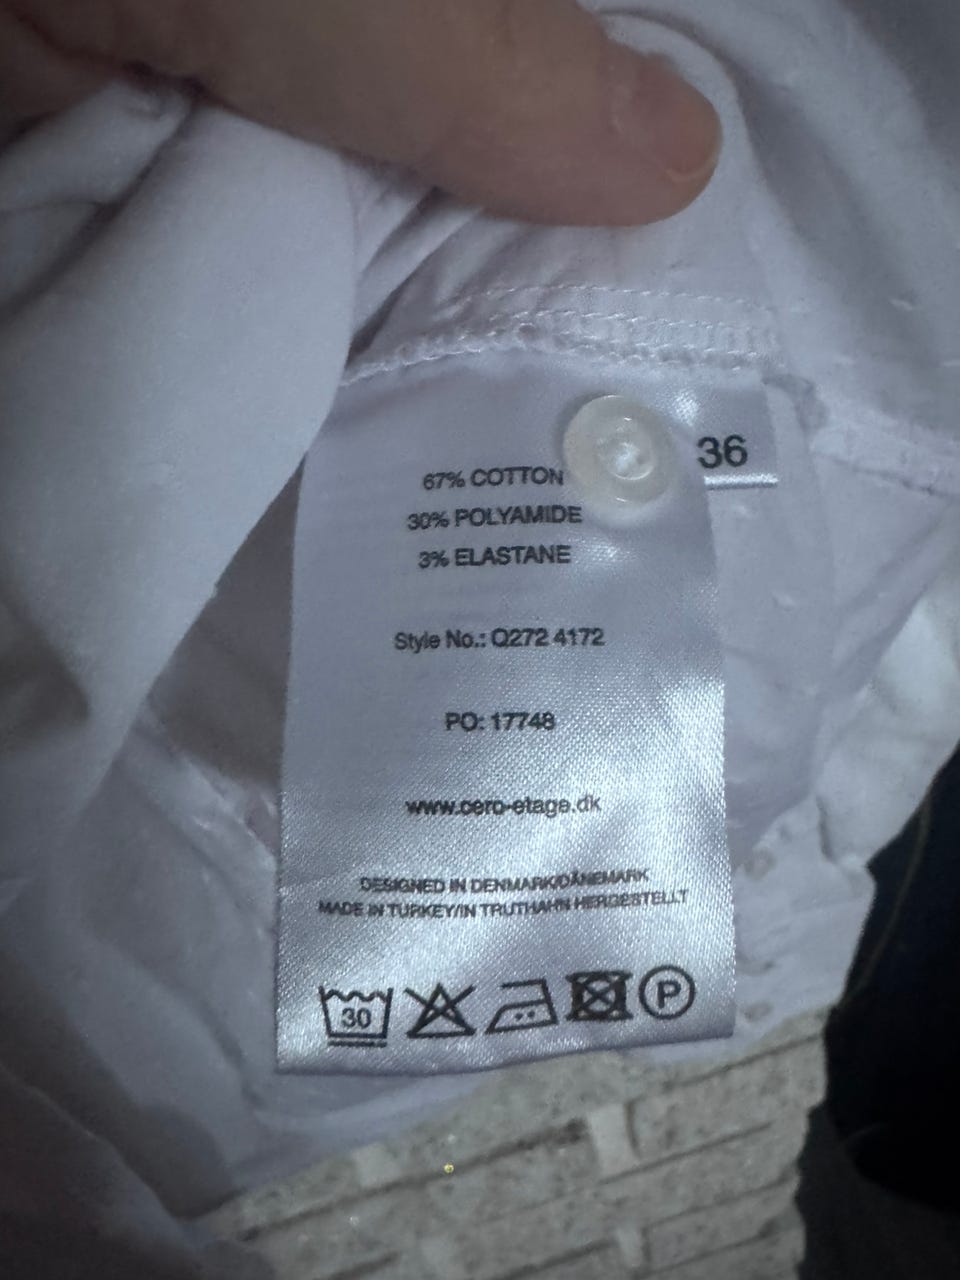 36
67% COTTON
30% POLYAMIDE
3% ELASTANE
Style No.: Q272 4172
PO: 17748
www.cero-etage.dk
DESIGNED IN DENMARK/DÄNEMARK
MADE IN TURKEY/IN TRUTHAHN HERGESTELLT
30
P